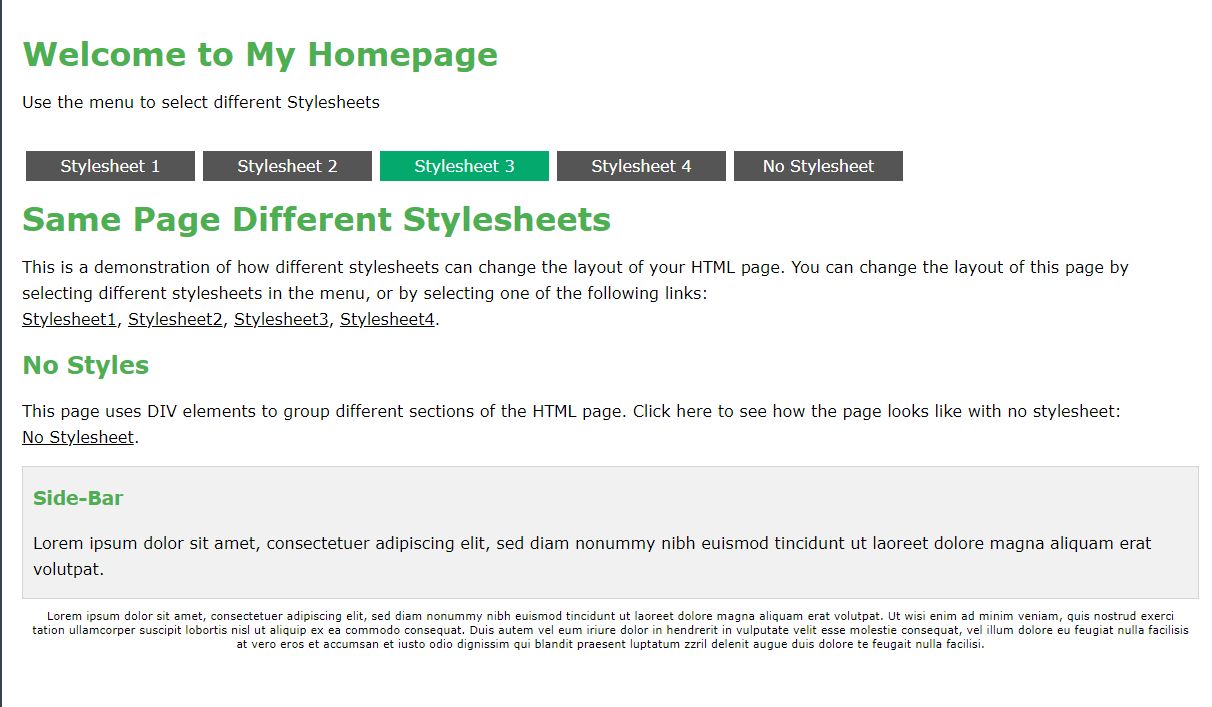 Welcome to My Homepage
Use the menu to select different Stylesheets
Stylesheet 1
Stylesheet 2
Stylesheet 3
Stylesheet 4
No Stylesheet
Same Page Different Stylesheets
This is a demonstration of how different stylesheets can change the layout of your HTML page. You can change the layout of this page by
selecting different stylesheets in the menu, or by selecting one of the following links:
Stylesheet1, Stylesheet2, Stylesheet3, Stylesheet4.
No Styles
This page uses DIV elements to group different sections of the HTML page. Click here to see how the page looks like with no stylesheet:
No Stylesheet.
Side-Bar
Lorem ipsum dolor sit amet, consectetuer adipiscing elit, sed diam nonummy nibh euismod tincidunt ut laoreet dolore magna aliquam erat
volutpat.
Lorem ipsum dolor sit amet, consectetuer adipiscing elit, sed diam nonummy nibh euismod tincidunt ut laoreet dolore magna aliquam erat volutpat. Ut wisi enim ad minim veniam, quis nostrud exerci
tation ullamcorper suscipit lobortis nisl ut aliquip ex ea commodo consequat. Duis autem vel eum iriure dolor in hendrerit in vulputate velit esse molestie consequat, vel illum dolore eu feugiat nulla facilisis
at vero eros et accumsan et iusto odio dignissim qui blandit praesent luptatum zzril delenit augue duis dolore te feugait nulla facilisi.